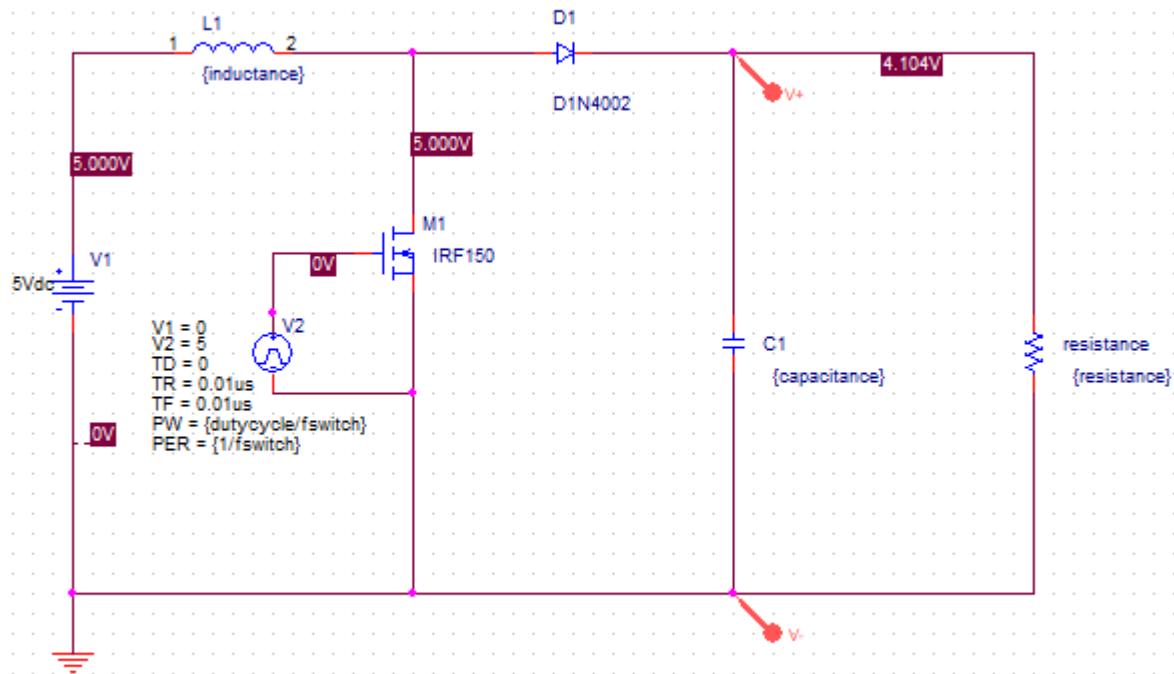 L1
1
2
{inductance}
D1
D1N4002
4.104V
V+
5.000V
5.000V
M1
IRF150
0V
V1
5Vdc
+
-
V2
V1 = 0
V2 = 5
TD = 0
TR = 0.01us
TF = 0.01us
PW = {dutycycle/fswitch}
PER = {1/fswitch}
0V
C1
{capacitance}
resistance
{resistance}
V-